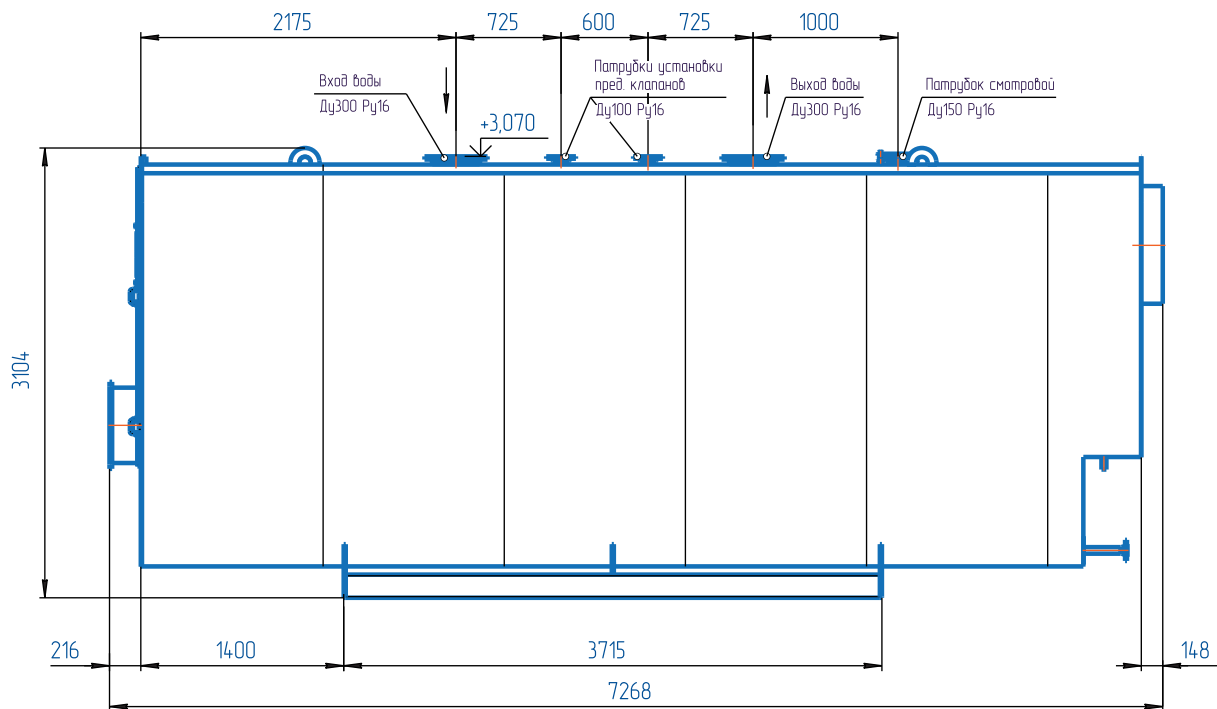 2175
725
600
725
1000
Вход воды
Ду300 Ру16
Патрубки установки
пред. клапанов
Ду100 Ру16
Выход воды
Ду300 Ру16
Патрубок смотровой
Ду150 Ру16
+3,070
3104
216
1400
3715
148
7268